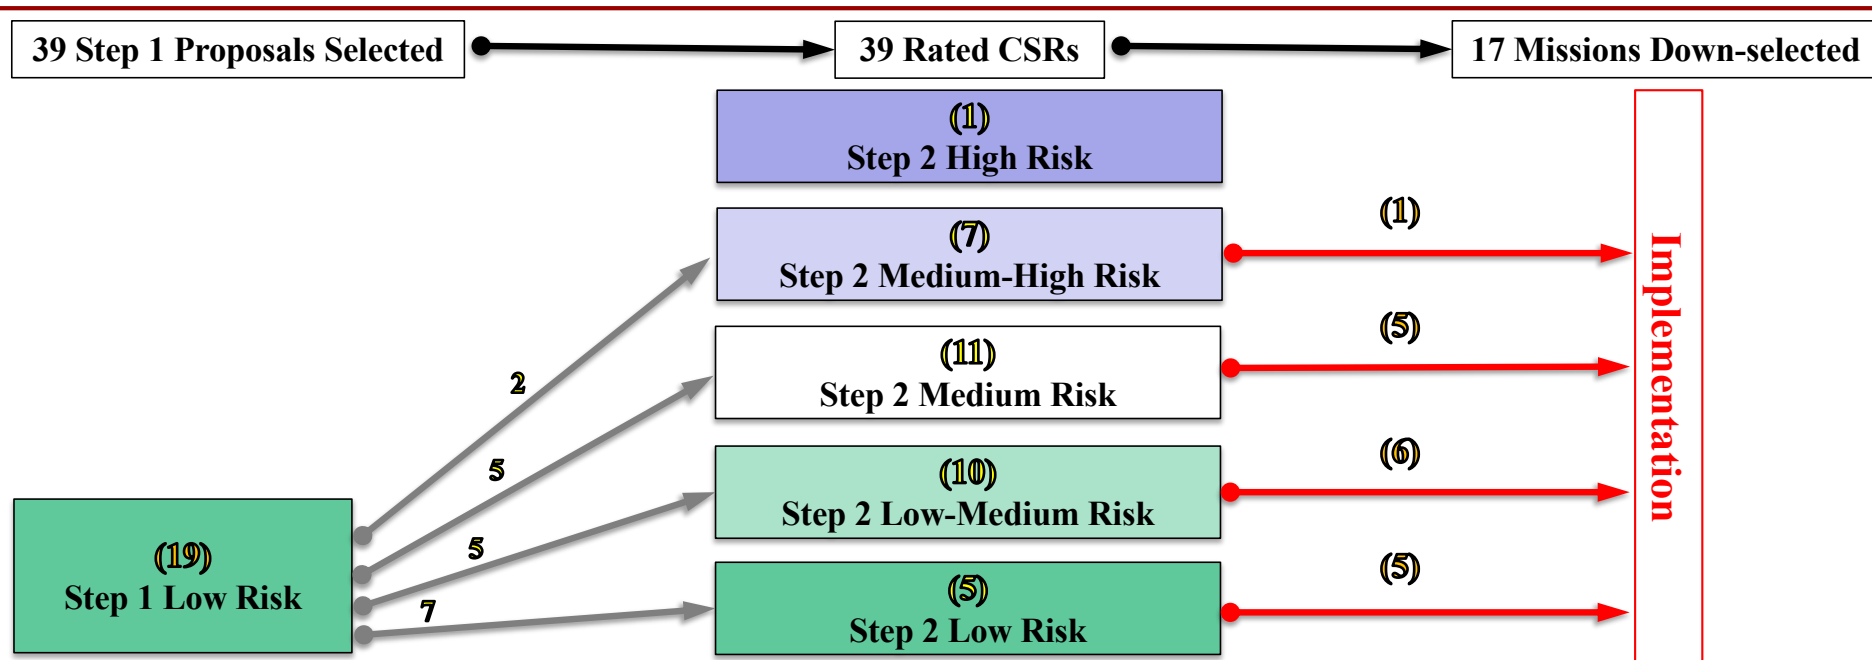 39 Step 1 Proposals Selected
39 Rated CSRs
17 Missions Down-selected
(1)
Step 2 High Risk
(7)
Step 2 Medium-High Risk
(1)
(11)
Step 2 Medium Risk
(5)
(10)
Step 2 Low-Medium Risk
(6)
(5)
Step 2 Low Risk
(5)
2
5
5
7
(19)
Step 1 Low Risk
Implementation